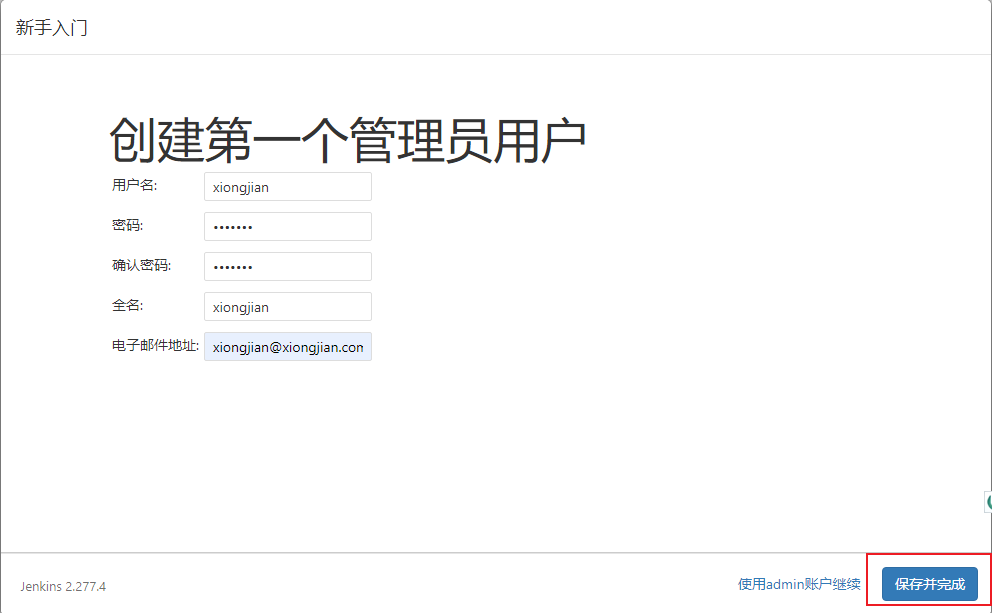 新手入门
创建第一个管理员用户
用户名: xiongjian
密码: •••••••
确认密码: •••••••
全名: xiongjian
电子邮件地址: xiongjian@xiongjian.com
Jenkins 2.277.4 使用admin账户继续 保存并完成